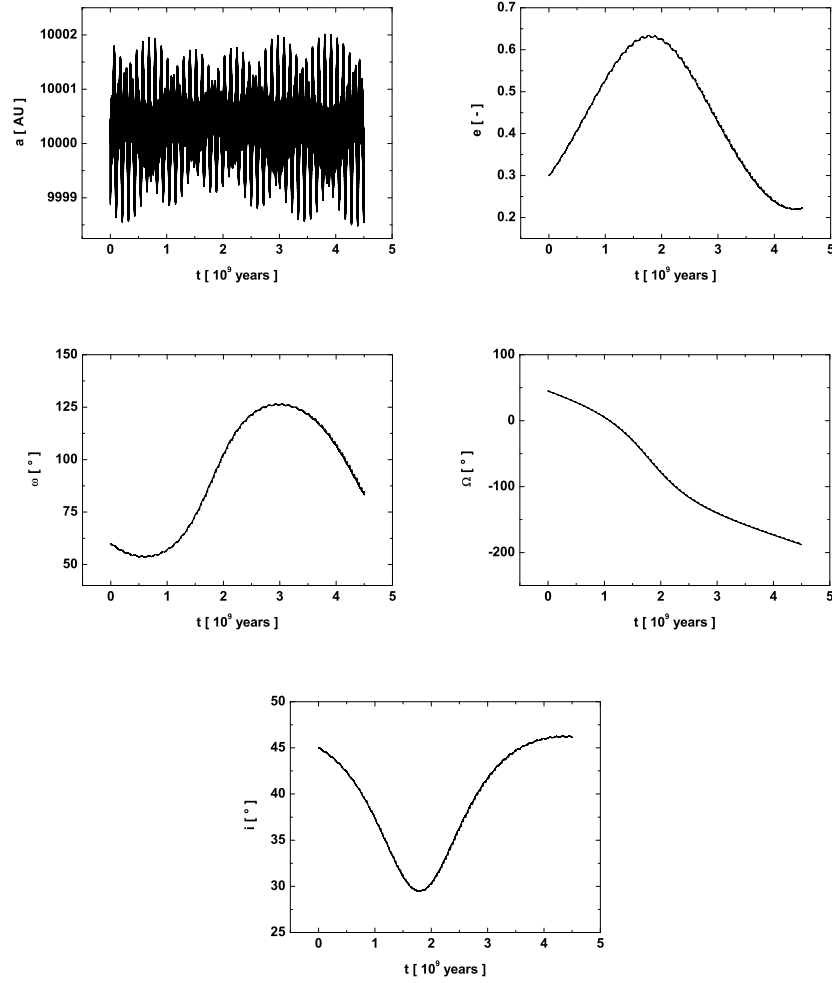 10002
10001
10000
9999
a [ AU ]
0 1 2 3 4 5
t [ 10⁹ years ]
0.7
0.6
0.5
0.4
0.3
0.2
e [ - ]
0 1 2 3 4 5
t [ 10⁹ years ]
150
125
100
75
50
ω [ ° ]
0 1 2 3 4 5
t [ 10⁹ years ]
100
0
-100
-200
Ω [ ° ]
0 1 2 3 4 5
t [ 10⁹ years ]
50
45
40
35
30
25
i [ ° ]
0 1 2 3 4 5
t [ 10⁹ years ]